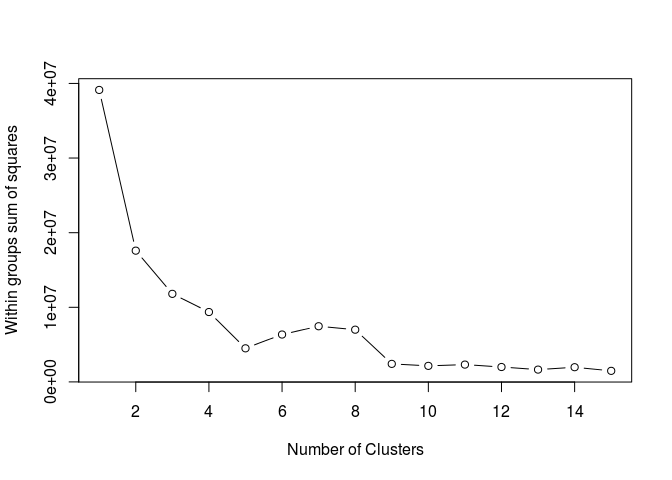 Within groups sum of squares
4e+07
3e+07
2e+07
1e+07
0e+00
2 4 6 8 10 12 14
Number of Clusters